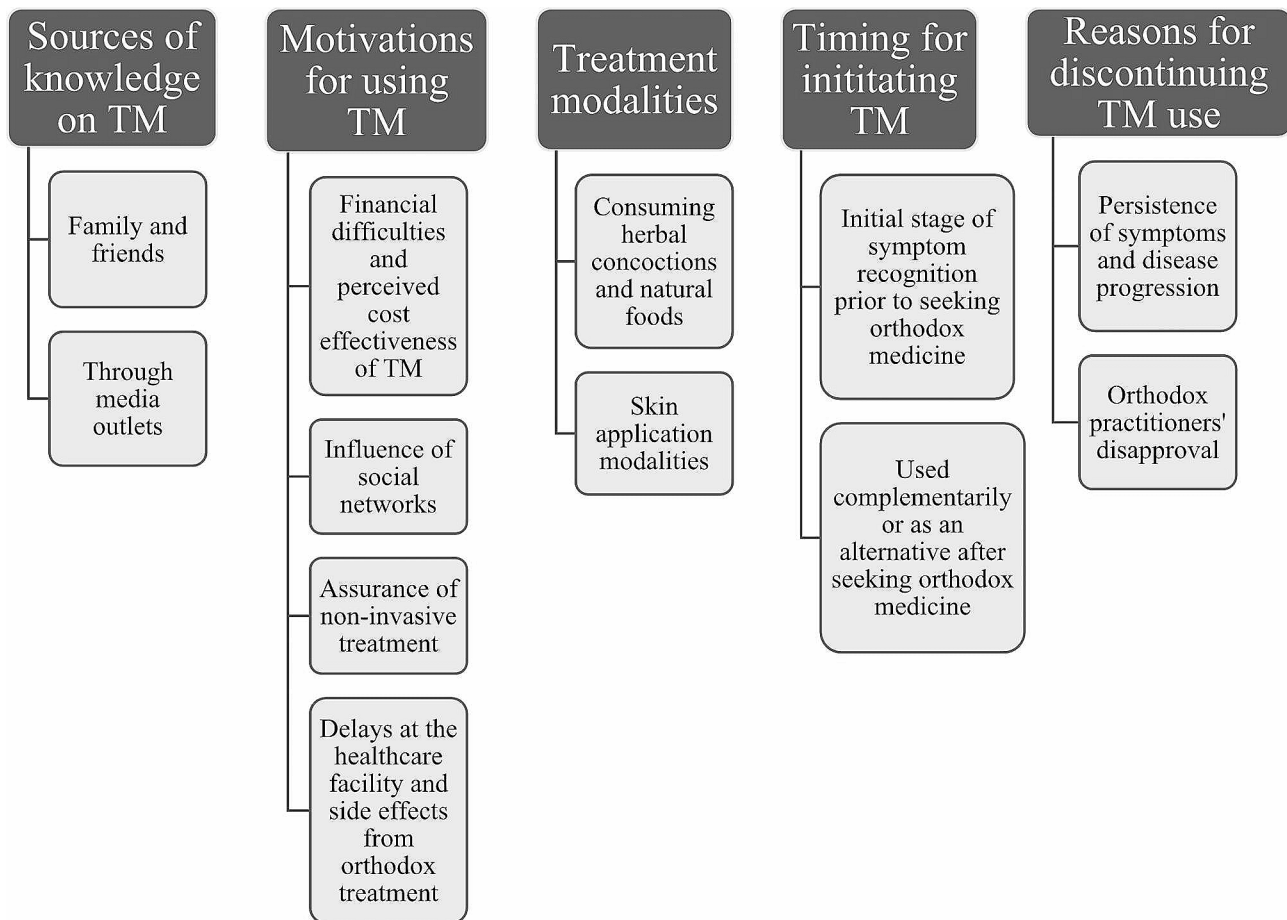 Sources of
knowledge
on TM
Family and
friends
Through
media
outlets
Motivations
for using
TM
Financial
difficulties
and
perceived
cost
effectiveness
of TM
Influence of
social
networks
Assurance of
non-invasive
treatment
Delays at the
healthcare
facility and
side effects
from
orthodox
treatment
Treatment
modalities
Consuming
herbal
concoctions
and natural
foods
Skin
application
modalities
Timing for
inititating
TM
Initial stage of
symptom
recognition
prior to seeking
orthodox
medicine
Used
complementarily
or as an
alternative after
seeking orthodox
medicine
Reasons for
discontinuing
TM use
Persistence
of symptoms
and disease
progression
Orthodox
practitioners'
disapproval